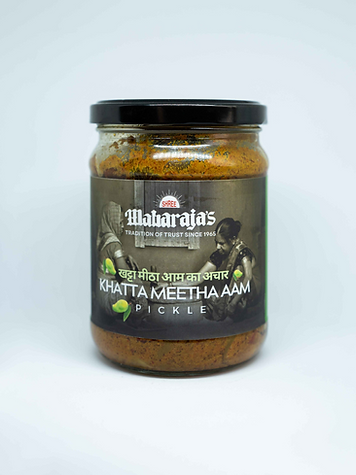 SHREE
Maharaja's
TRADITION OF TRUST SINCE 1965
खट्टा मीठा आम का अचार
KHATTA MEETHA AAM
PICKLE